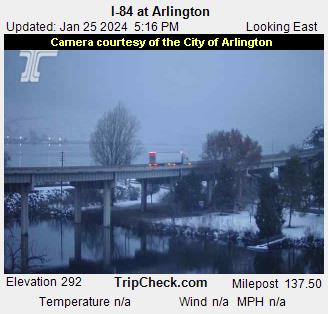 I-84 at Arlington
Updated: Jan 25 2024 5:16 PM Looking East
Camera courtesy of the City of Arlington
Elevation 292 TripCheck.com Milepost 137.50
Temperature n/a Wind n/a MPH n/a